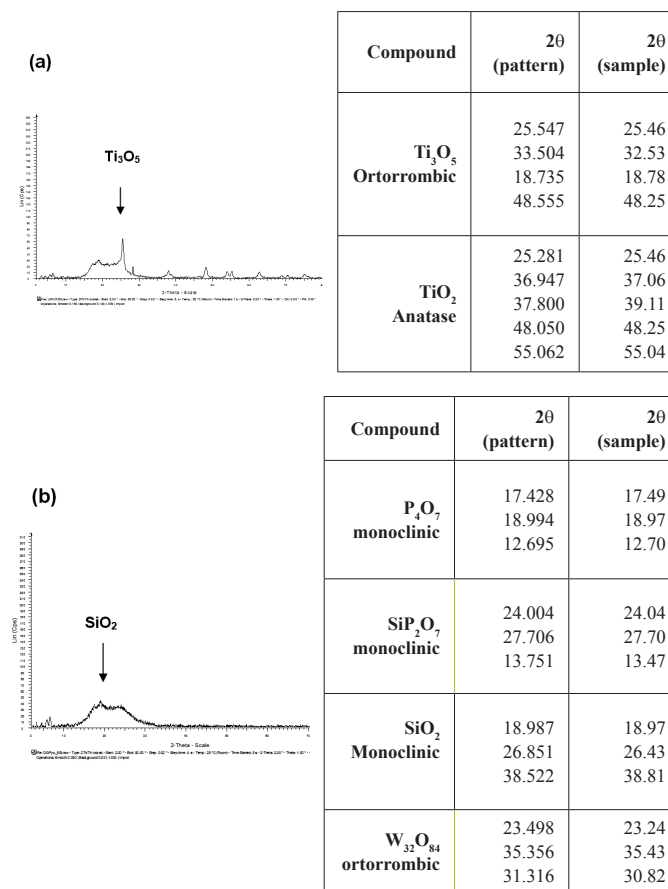 (a)
Ti₃O₅
Lin (Cps)
2-Theta - Scale
Compound 2θ (pattern) 2θ (sample)
Ti₃O₅ Ortorrombic
25.547 25.46
33.504 32.53
18.735 18.78
48.555 48.25
TiO₂ Anatase
25.281 25.46
36.947 37.06
37.800 39.11
48.050 48.25
55.062 55.04
(b)
SiO₂
Lin (Cps)
2-Theta - Scale
Compound 2θ (pattern) 2θ (sample)
P₄O₇ monoclinic
17.428 17.49
18.994 18.97
12.695 12.70
SiP₂O₇ monoclinic
24.004 24.04
27.706 27.70
13.751 13.47
SiO₂ Monoclinic
18.987 18.97
26.851 26.43
38.522 38.81
W₃₂O₈₄ ortorrombic
23.498 23.24
35.356 35.43
31.316 30.82